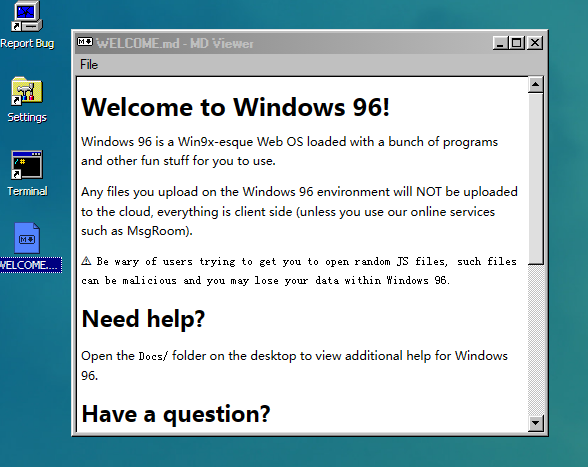 Report Bug
Settings
Terminal
WELCOME...
WELCOME.md - MD Viewer
File
Welcome to Windows 96!
Windows 96 is a Win9x-esque Web OS loaded with a bunch of programs
and other fun stuff for you to use.
Any files you upload on the Windows 96 environment will NOT be uploaded
to the cloud, everything is client side (unless you use our online services
such as MsgRoom).
⚠ Be wary of users trying to get you to open random JS files, such files
can be malicious and you may lose your data within Windows 96.
Need help?
Open the Docs/ folder on the desktop to view additional help for Windows
96.
Have a question?